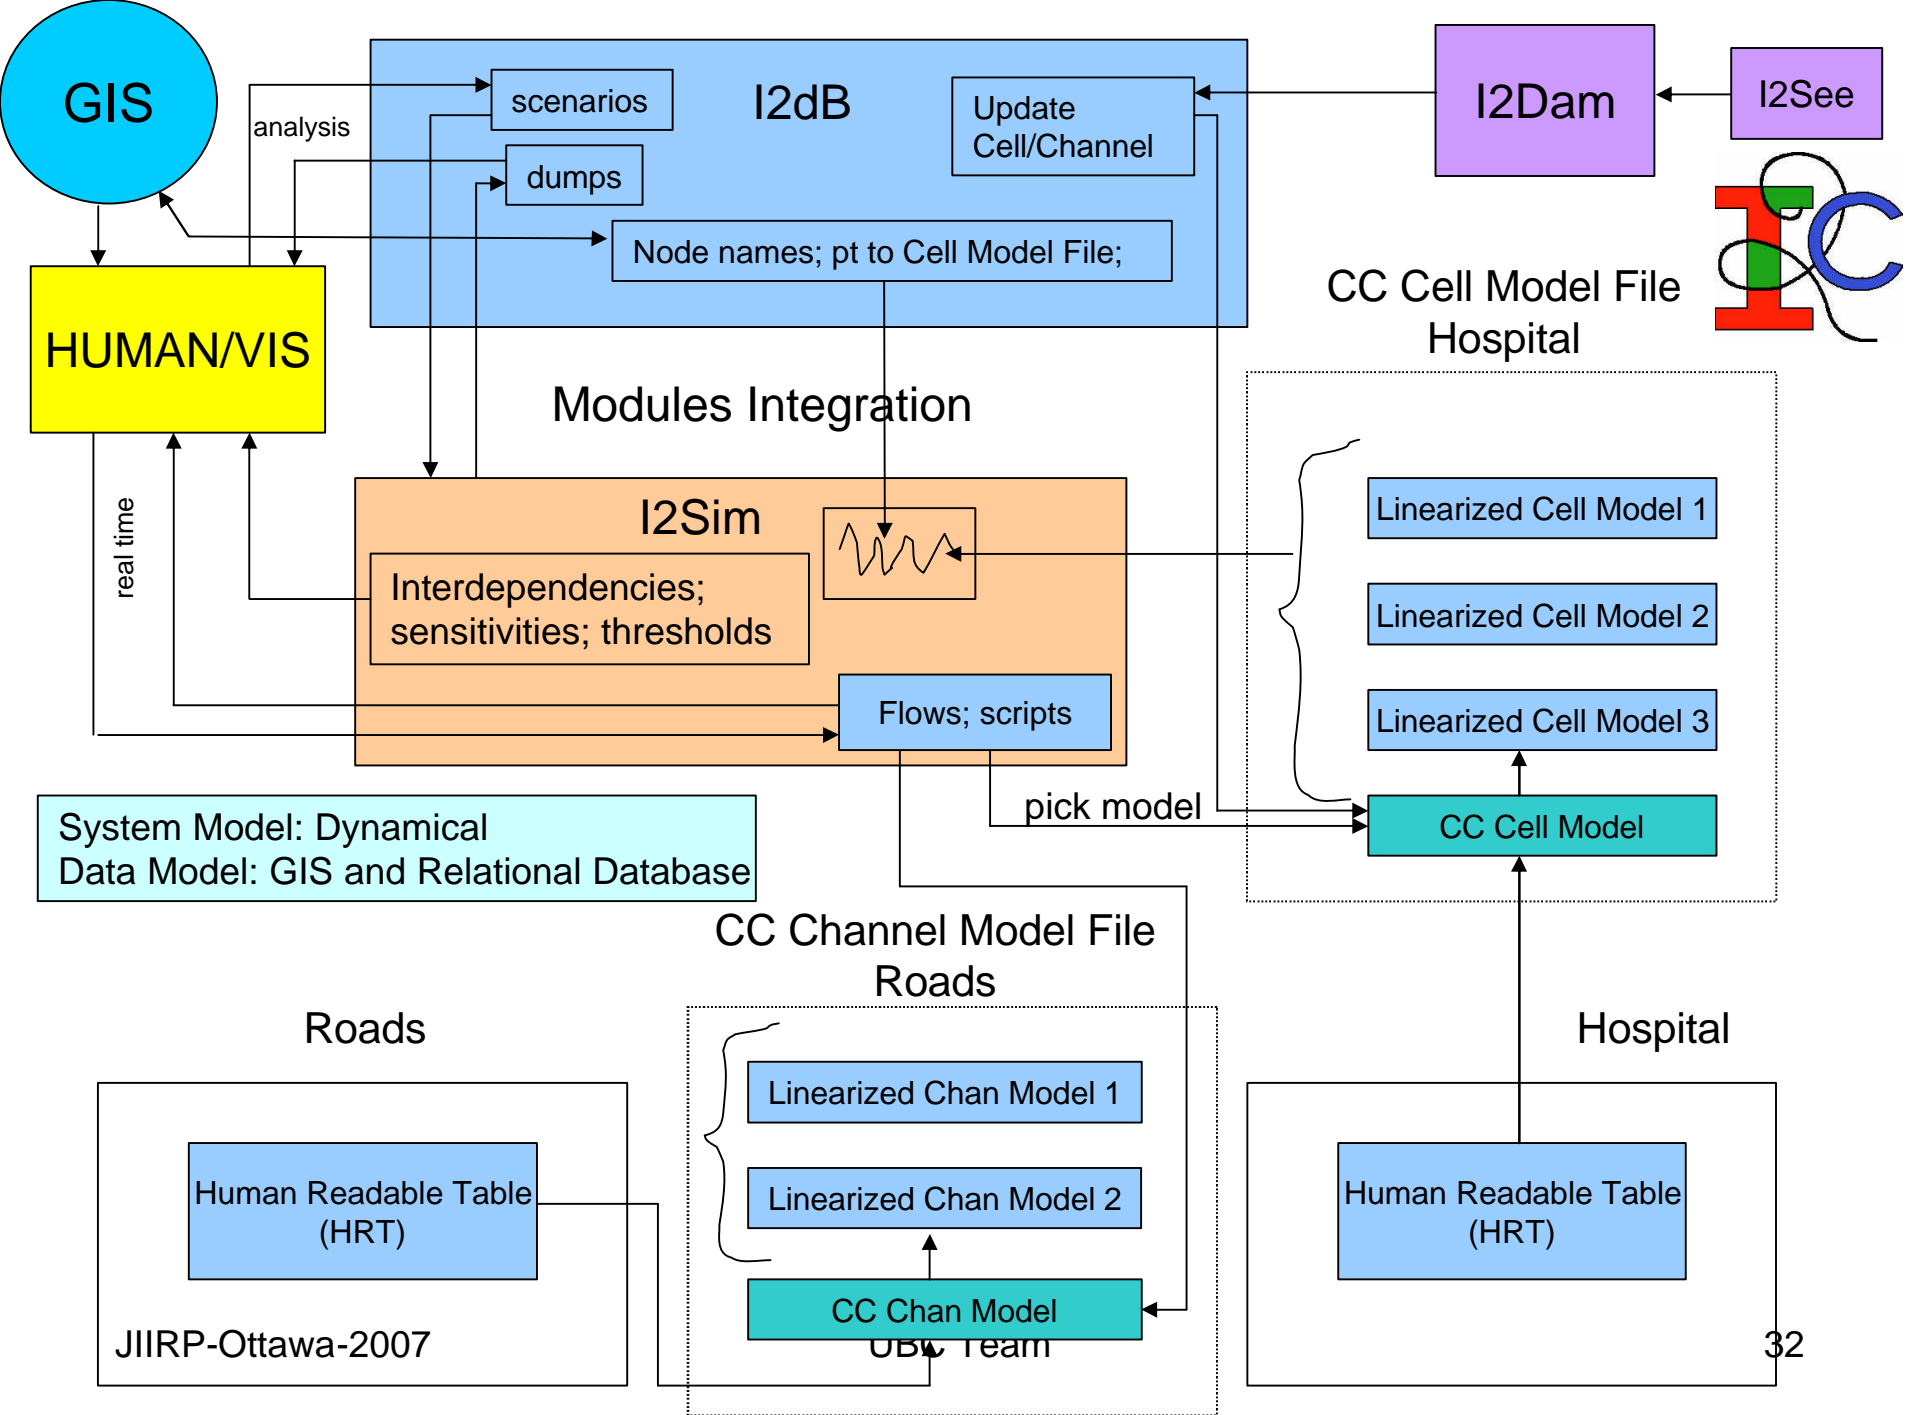 GIS
analysis
scenarios
dumps
I2dB
Update
Cell/Channel
Node names; pt to Cell Model File;
I2Dam
I2See
IC
HUMAN/VIS
CC Cell Model File
Hospital
Modules Integration
real time
I2Sim
Interdependencies;
sensitivities; thresholds
Flows; scripts
Linearized Cell Model 1
Linearized Cell Model 2
Linearized Cell Model 3
pick model
CC Cell Model
System Model: Dynamical
Data Model: GIS and Relational Database
CC Channel Model File
Roads
Roads
Hospital
Linearized Chan Model 1
Linearized Chan Model 2
CC Chan Model
Human Readable Table
(HRT)
Human Readable Table
(HRT)
JIIRP-Ottawa-2007
UBC Team
32